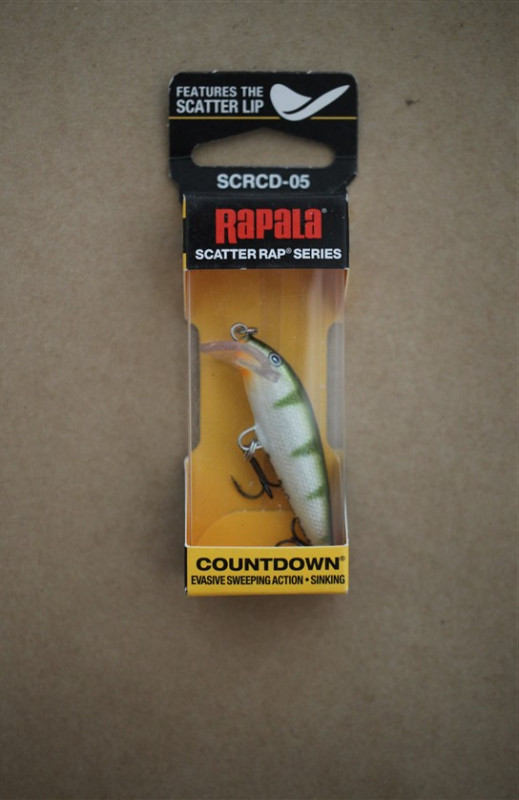 FEATURES THE
SCATTER LIP
SCRCD-05
Rapala®
SCATTER RAP® SERIES
COUNTDOWN®
EVASIVE SWEEPING ACTION • SINKING